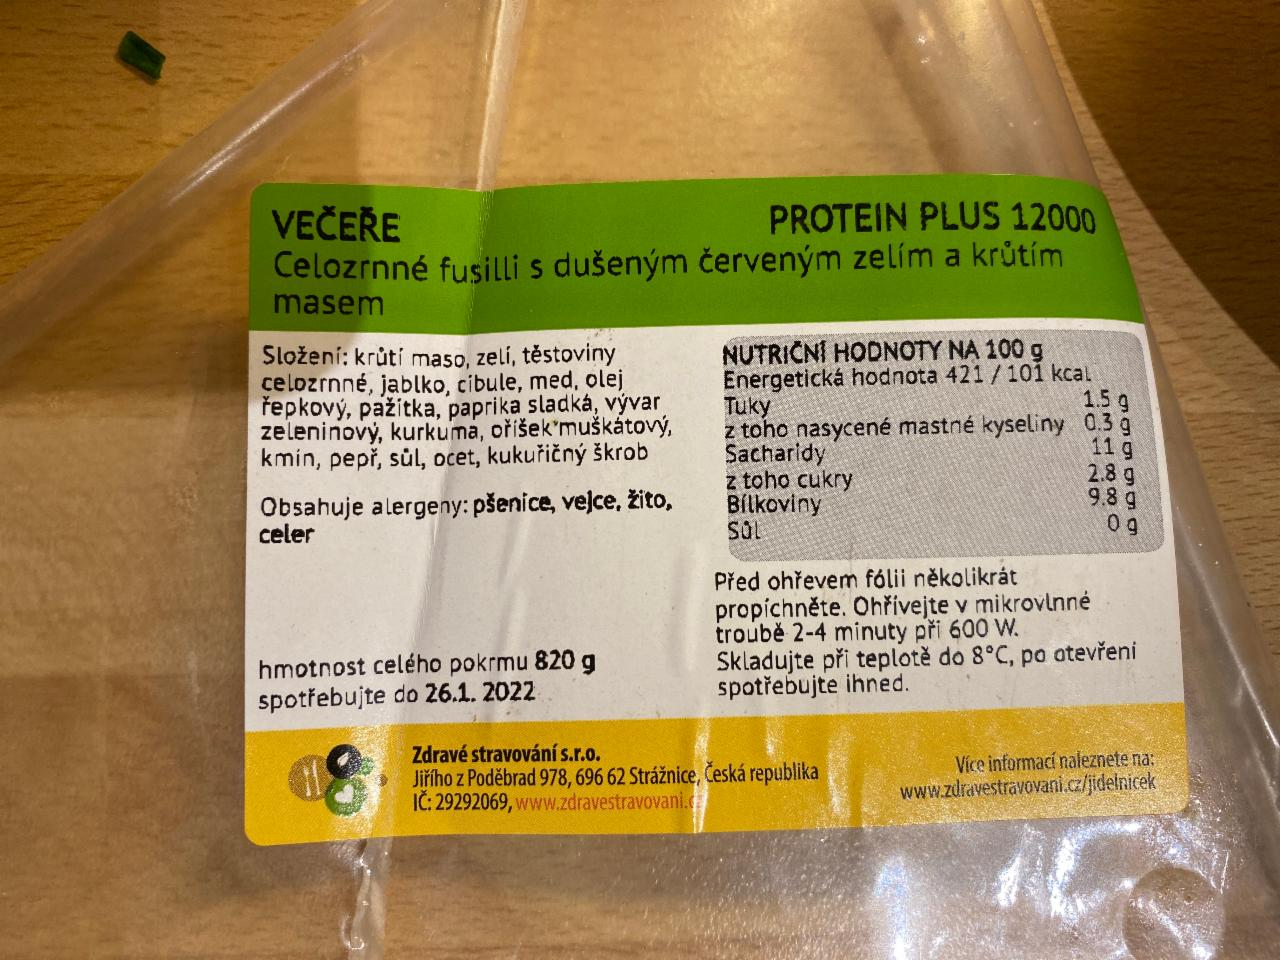 VEČEŘE
PROTEIN PLUS 12000
Celozrnné fusilli s dušeným červeným zelím a krůtím
masem
Složení: krůtí maso, zelí, těstoviny
celozrnné, jablko, cibule, med, olej
řepkový, pažitka, paprika sladká, vývar
zeleninový, kurkuma, oříšek muškátový,
kmín, pepř, sůl, ocet, kukuřičný škrob
Obsahuje alergeny: pšenice, vejce, žito,
celer
hmotnost celého pokrmu 820 g
spotřebujte do 26.1. 2022
NUTRIČNÍ HODNOTY NA 100 g
Energetická hodnota 421 / 101 kcal
Tuky 1.5 g
z toho nasycené mastné kyseliny 0.3 g
Sacharidy 11 g
z toho cukry 2.8 g
Bílkoviny 9.8 g
Sůl 0 g
Před ohřevem fólii několikrát
propíchněte. Ohřívejte v mikrovlnné
troubě 2-4 minuty při 600 W.
Skladujte při teplotě do 8°C, po otevření
spotřebujte ihned.
Zdravé stravování s.r.o.
Jiřího z Poděbrad 978, 696 62 Strážnice, Česká republika
IČ: 29292069, www.zdravestravovani.cz
Více informací naleznete na:
www.zdravestravovani.cz/jidelnicek